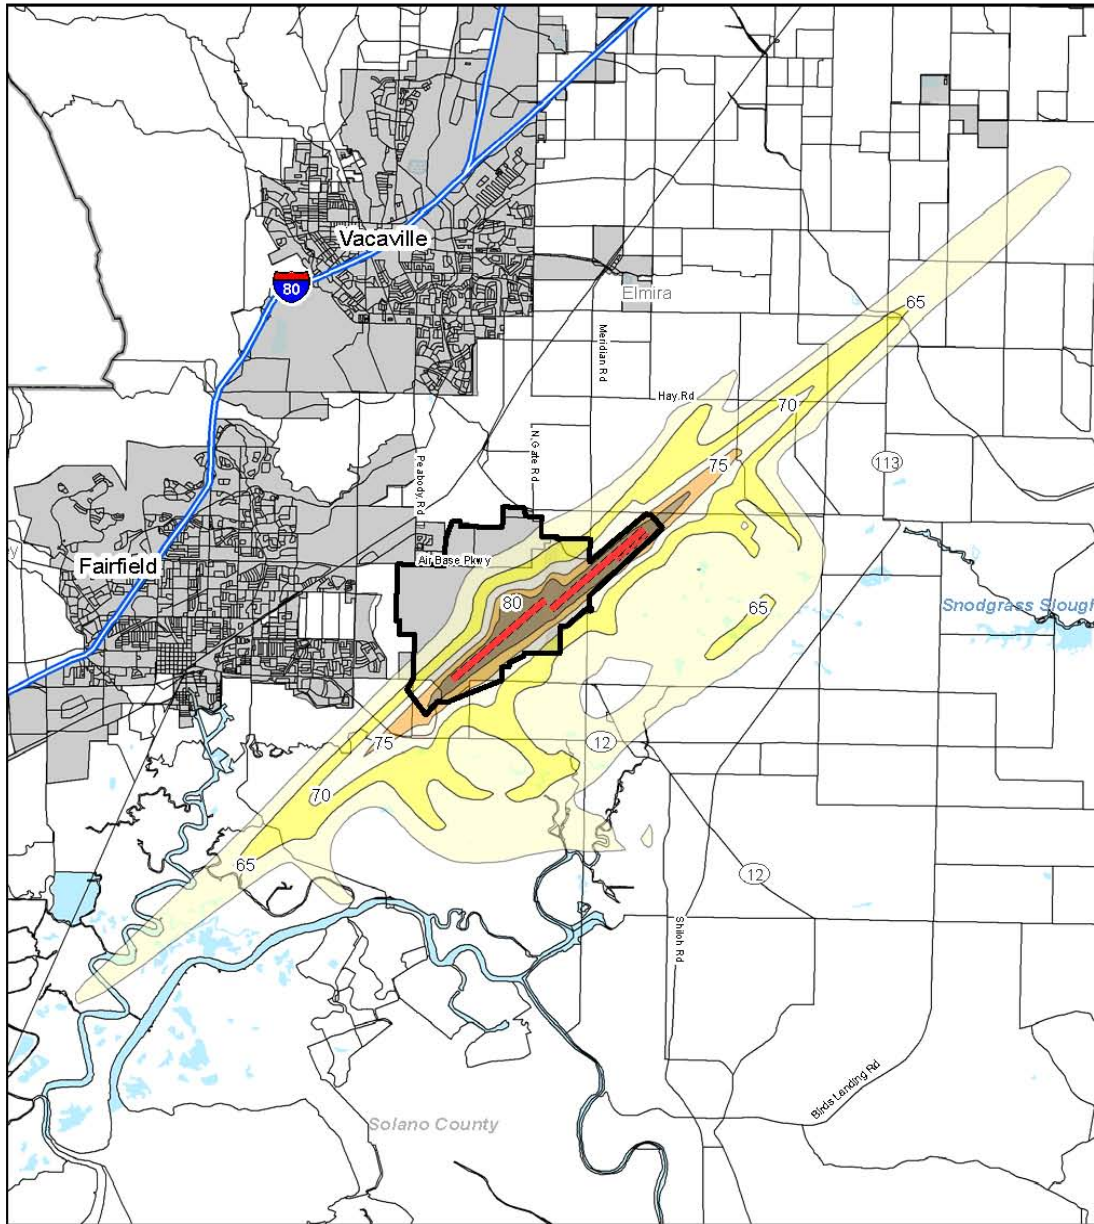 Vacaville
80
Elmira
65
Meridian Rd
Hay Rd
70
N Gate Rd
Peabody Rd
75
113
Fairfield
Air Base Pkwy
80
65
Snodgrass Slough
75
12
70
65
12
Shiloh Rd
Birds Landing Rd
Solano County